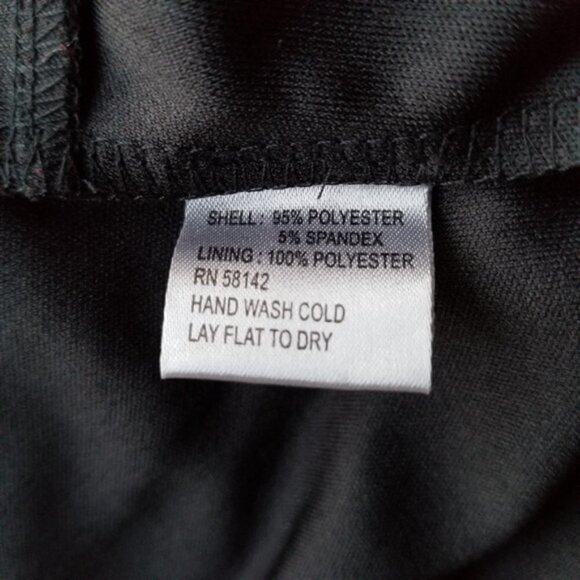 SHELL: 95% POLYESTER
5% SPANDEX
LINING: 100% POLYESTER
RN 58142
HAND WASH COLD
LAY FLAT TO DRY